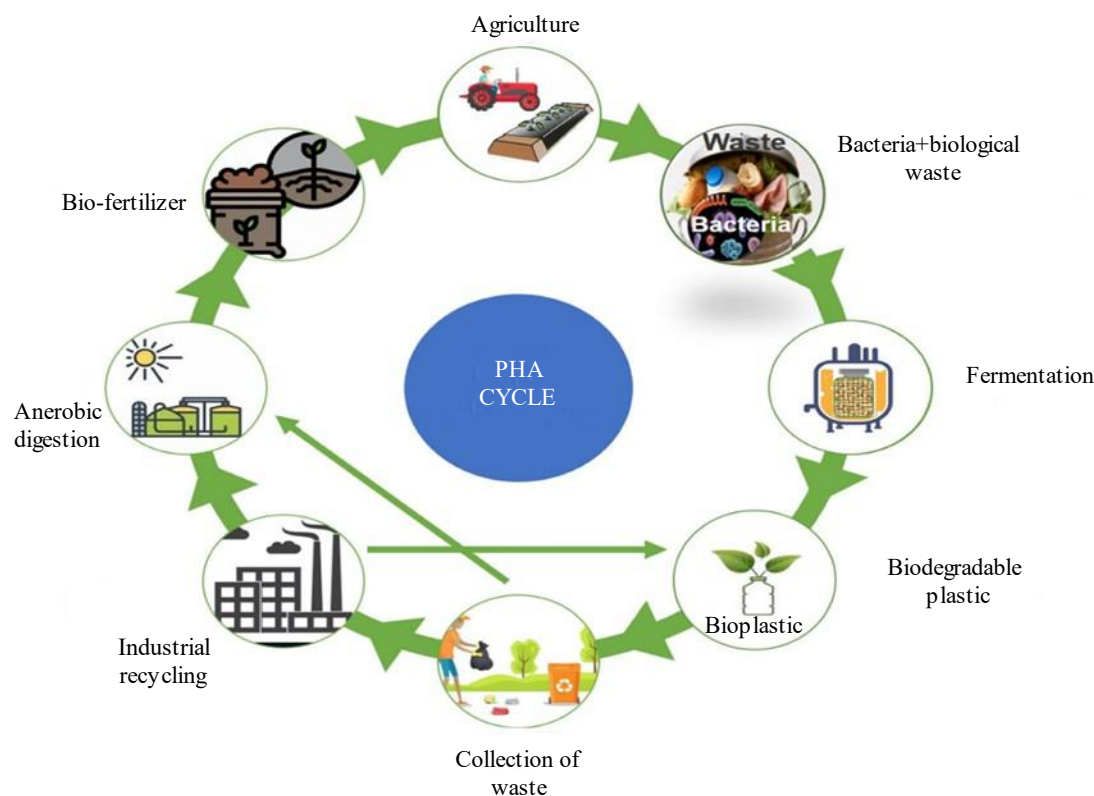 Agriculture
Waste
Bacteria
Bacteria+biological
waste
Bio-fertilizer
PHA
CYCLE
Fermentation
Anerobic
digestion
Biodegradable
plastic
Bioplastic
Industrial
recycling
Collection of
waste